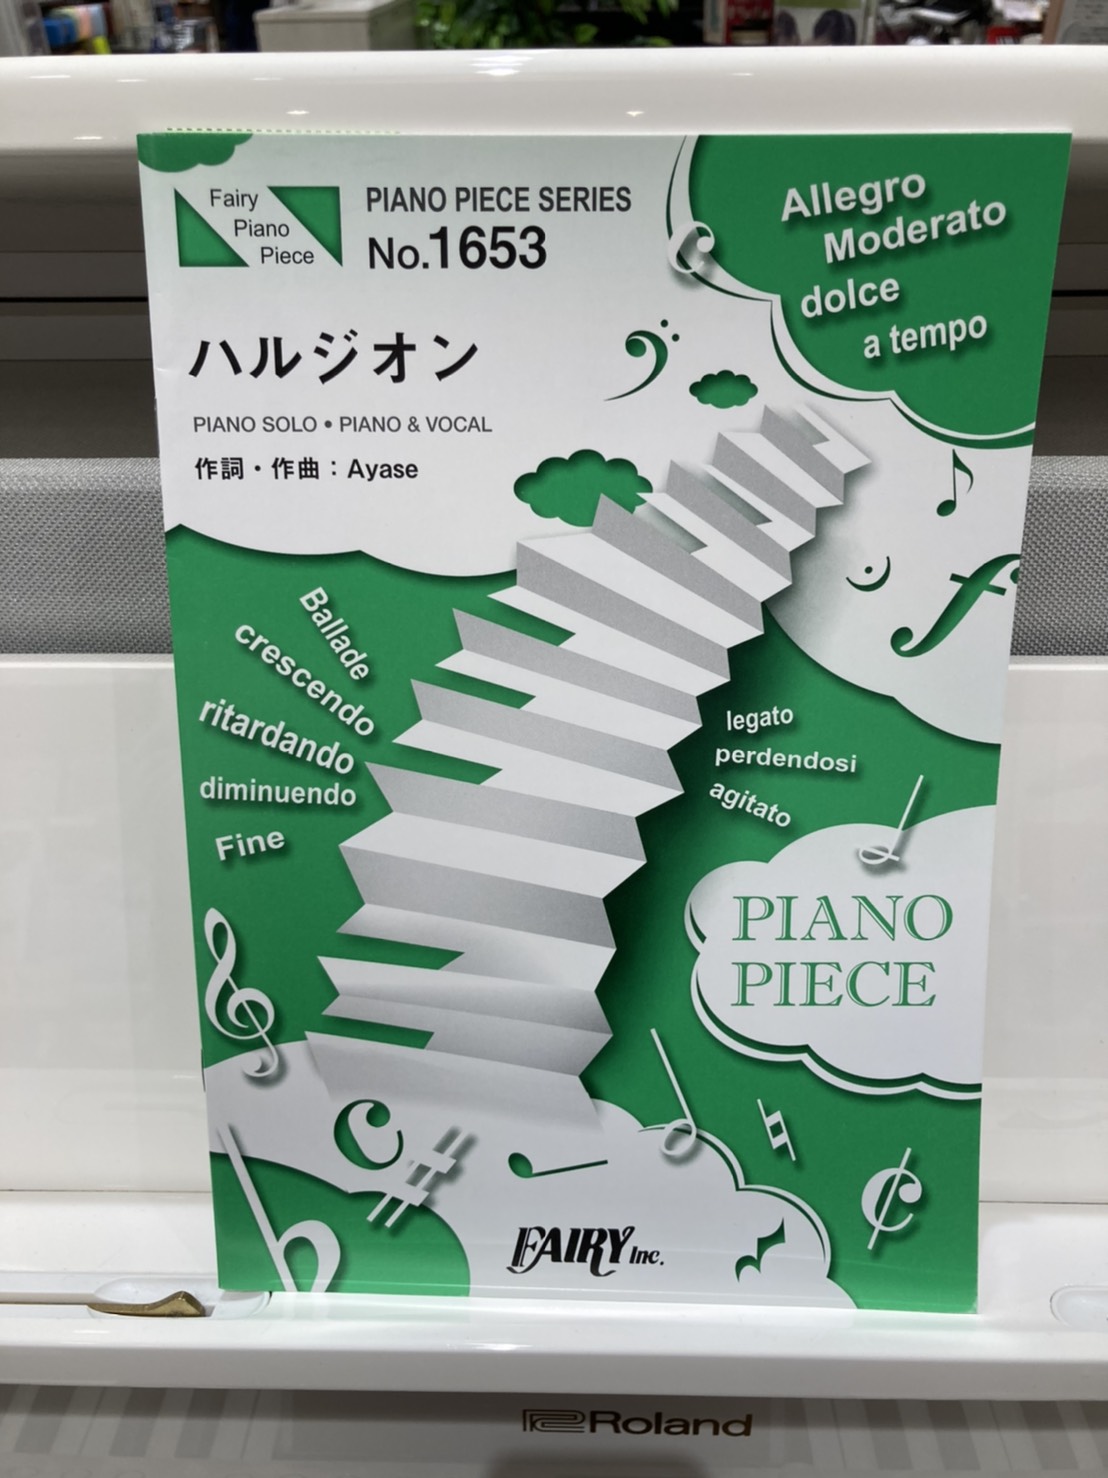 Fairy
Piano
Piece
PIANO PIECE SERIES
No.1653
ハルジオン
PIANO SOLO • PIANO & VOCAL
作詞・作曲：Ayase
Allegro
Moderato
dolce
a tempo
Ballade
crescendo
ritardando
diminuendo
Fine
legato
perdendosi
agitato
PIANO
PIECE
FAIRY Inc.
Roland